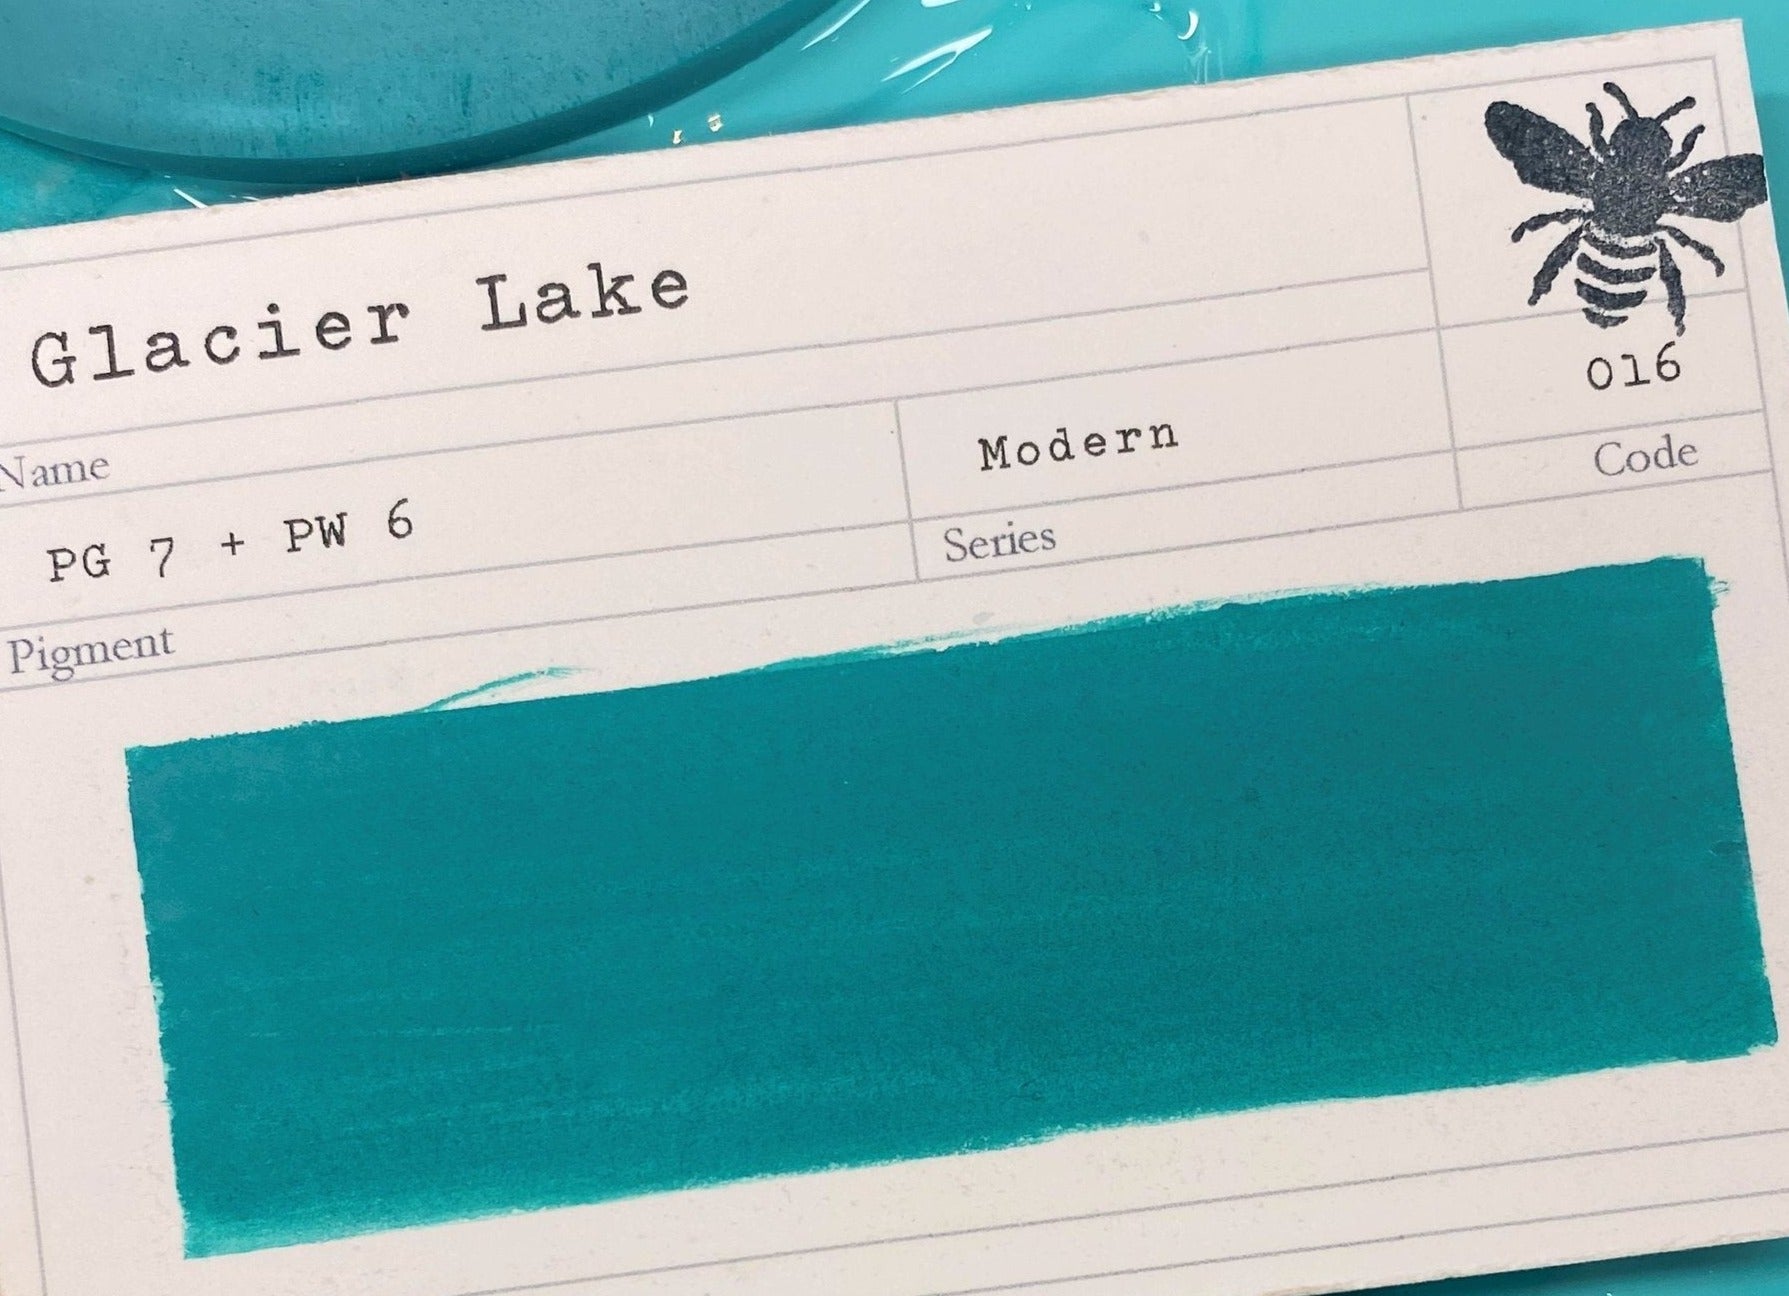 Glacier Lake
Name
016
Code
PG 7 + PW 6
Modern
Pigment
Series